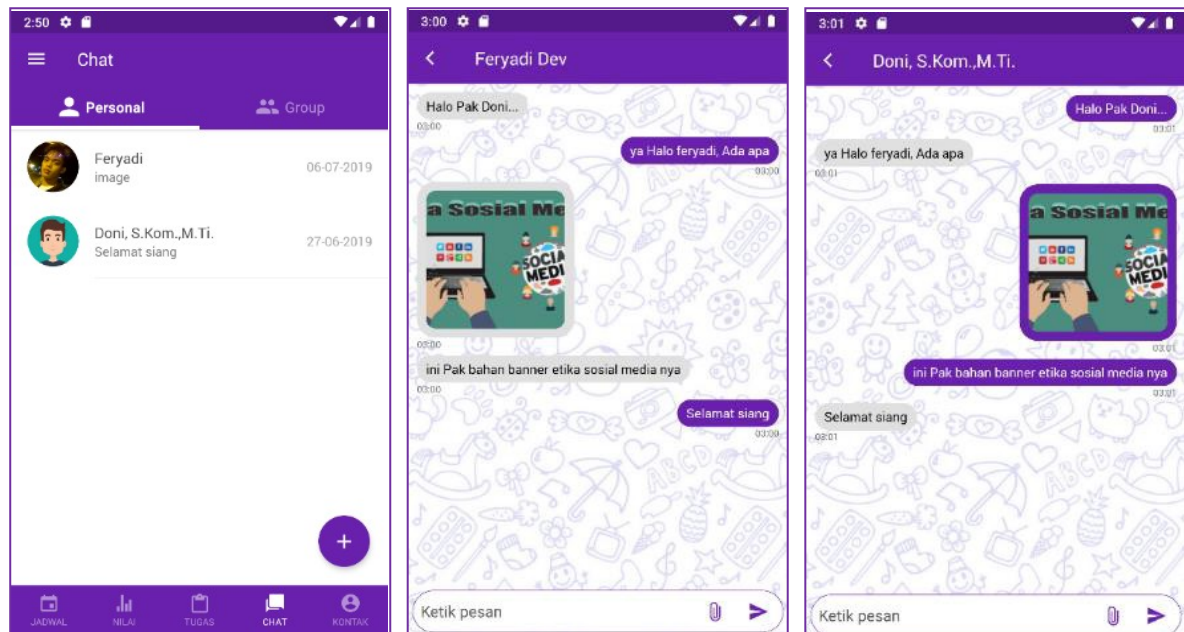 2:50
Chat
Personal
Group
Feryadi
06-07-2019
image
Doni, S.Kom.,M.Ti.
27-06-2019
Selamat siang
+
JADWAL
NILAI
TUGAS
CHAT
KONTAK
3:00
Feryadi Dev
Halo Pak Doni...
03:00
ya Halo feryadi, Ada apa
03:00
a Sosial Me
SOCIA
MEDI
03:00
ini Pak bahan banner etika sosial media nya
03:00
Selamat siang
03:00
ABCD
Ketik pesan
3:01
Doni, S.Kom.,M.Ti.
Halo Pak Doni...
03:01
ya Halo feryadi, Ada apa
03:01
a Sosial Me
SOCIA
MEDI
03:01
ini Pak bahan banner etika sosial media nya
03:01
Selamat siang
03:01
ABCD
Ketik pesan